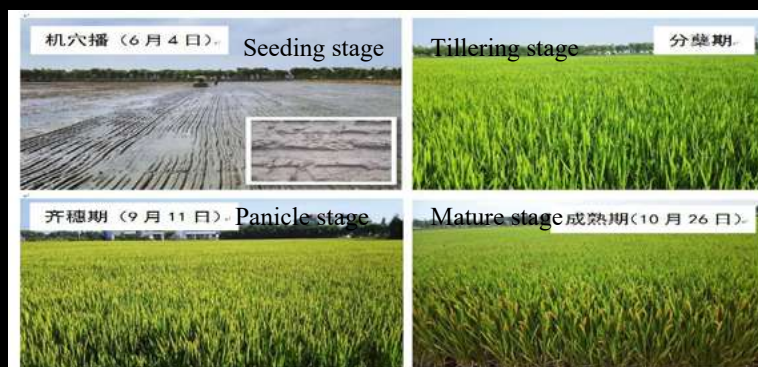 机穴播（6月4日）
Seeding stage
Tillering stage
分蘖期
齐穗期（9月11日）
Panicle stage
Mature stage
成熟期(10月26日)